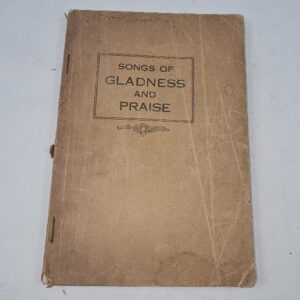 SONGS OF
GLADNESS
AND
PRAISE